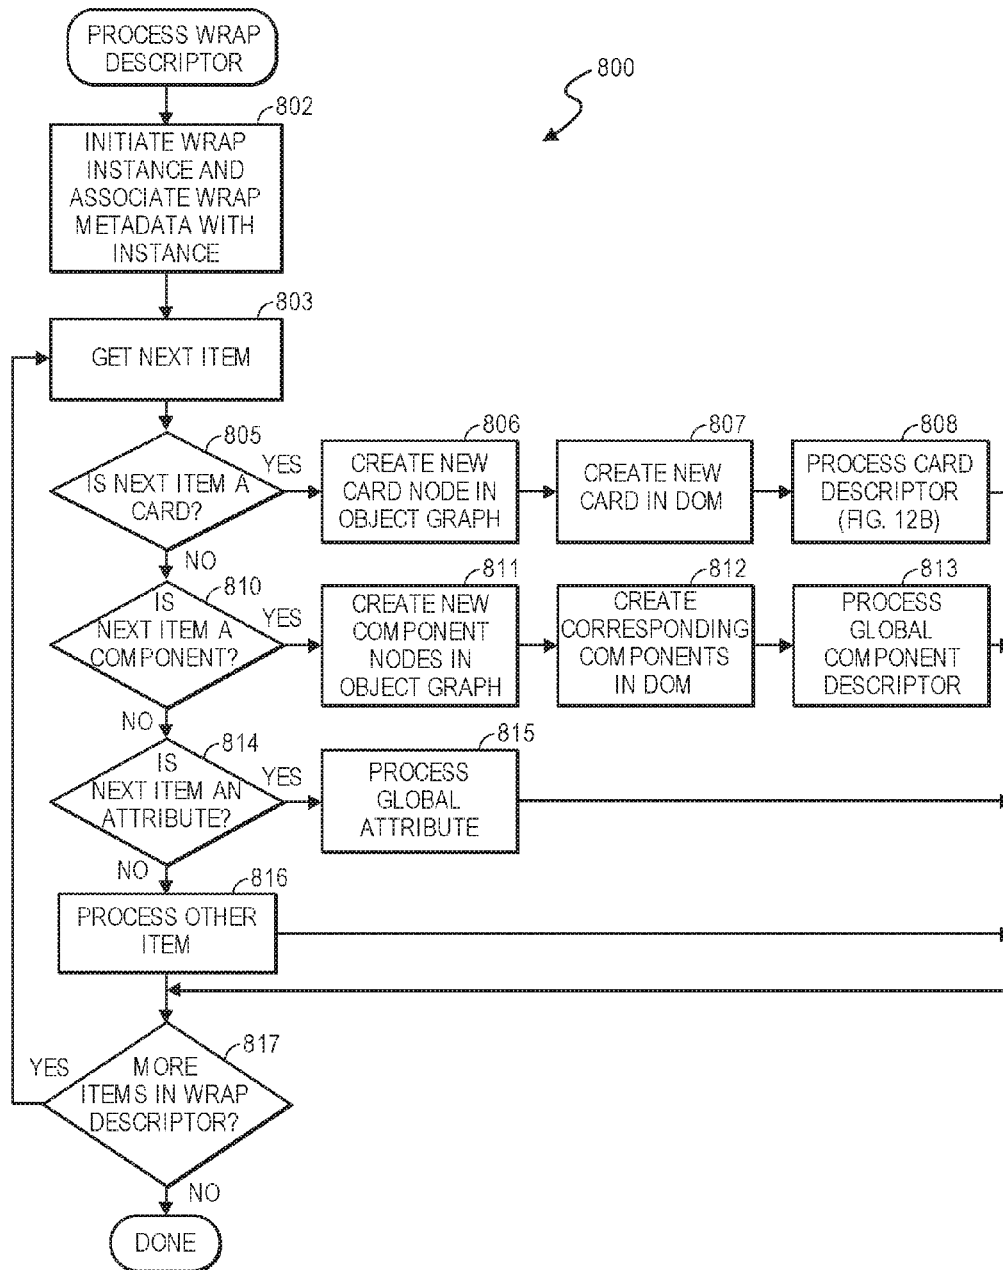 PROCESS WRAP
DESCRIPTOR
800
802
INITIATE WRAP
INSTANCE AND
ASSOCIATE WRAP
METADATA WITH
INSTANCE
803
GET NEXT ITEM
805
IS NEXT ITEM A
CARD?
YES
NO
806
CREATE NEW
CARD NODE IN
OBJECT GRAPH
807
CREATE NEW
CARD IN DOM
808
PROCESS CARD
DESCRIPTOR
(FIG. 12B)
810
IS
NEXT ITEM A
COMPONENT?
YES
NO
811
CREATE NEW
COMPONENT
NODES IN
OBJECT GRAPH
812
CREATE
CORRESPONDING
COMPONENTS
IN DOM
813
PROCESS
GLOBAL
COMPONENT
DESCRIPTOR
814
IS
NEXT ITEM AN
ATTRIBUTE?
YES
NO
815
PROCESS
GLOBAL
ATTRIBUTE
816
PROCESS OTHER
ITEM
817
MORE
ITEMS IN WRAP
DESCRIPTOR?
YES
NO
DONE